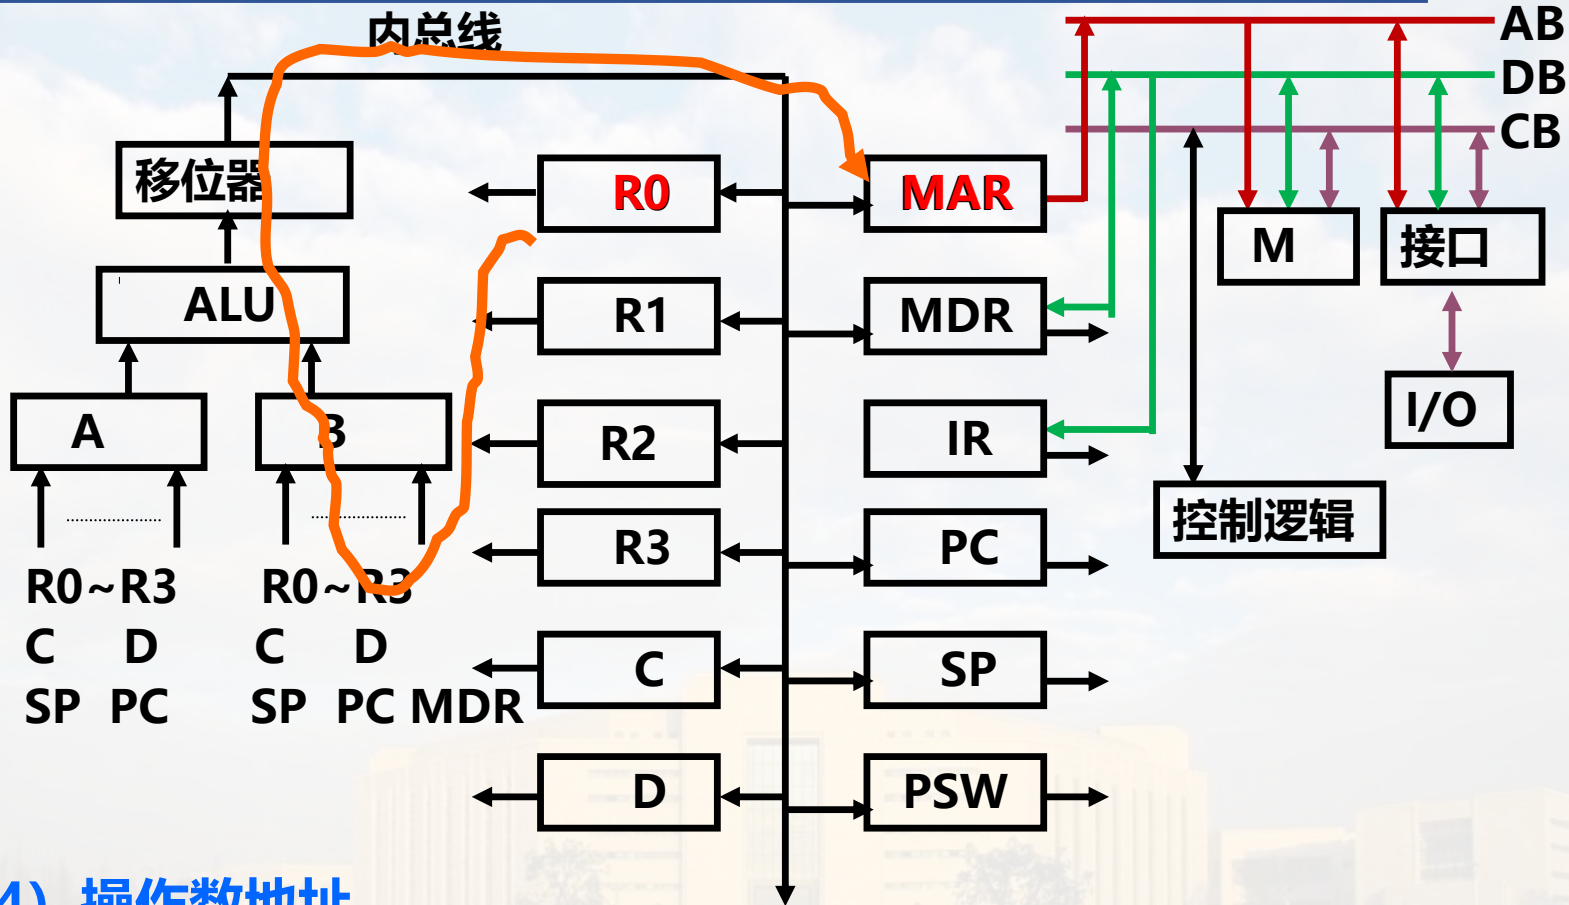 内总线
AB
DB
CB
移位器
R0
MAR
M
接口
ALU
R1
MDR
A
B
R2
IR
I/O
R3
PC
控制逻辑
R0~R3
R0~R3
C D
C D
C
SP
SP PC
SP PC MDR
D
PSW
4）操作数地址